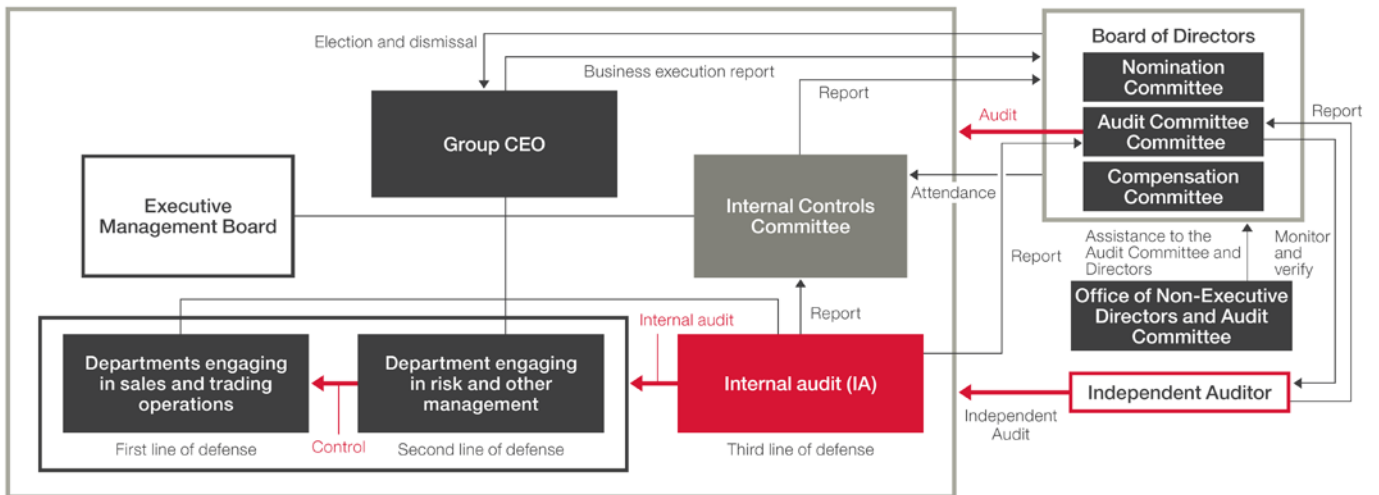 Election and dismissal
Business execution report
Report
Board of Directors
Nomination
Committee
Audit Committee
Committee
Compensation
Committee
Report
Audit
Group CEO
Executive
Management Board
Internal Controls
Committee
Attendance
Assistance to the
Audit Committee and
Directors
Monitor
and
verify
Report
Office of Non-Executive
Directors and Audit
Committee
Internal audit
Report
Departments engaging
in sales and trading
operations
Department engaging
in risk and other
management
Internal audit (IA)
Independent Auditor
Independent
Audit
First line of defense
Control
Second line of defense
Third line of defense